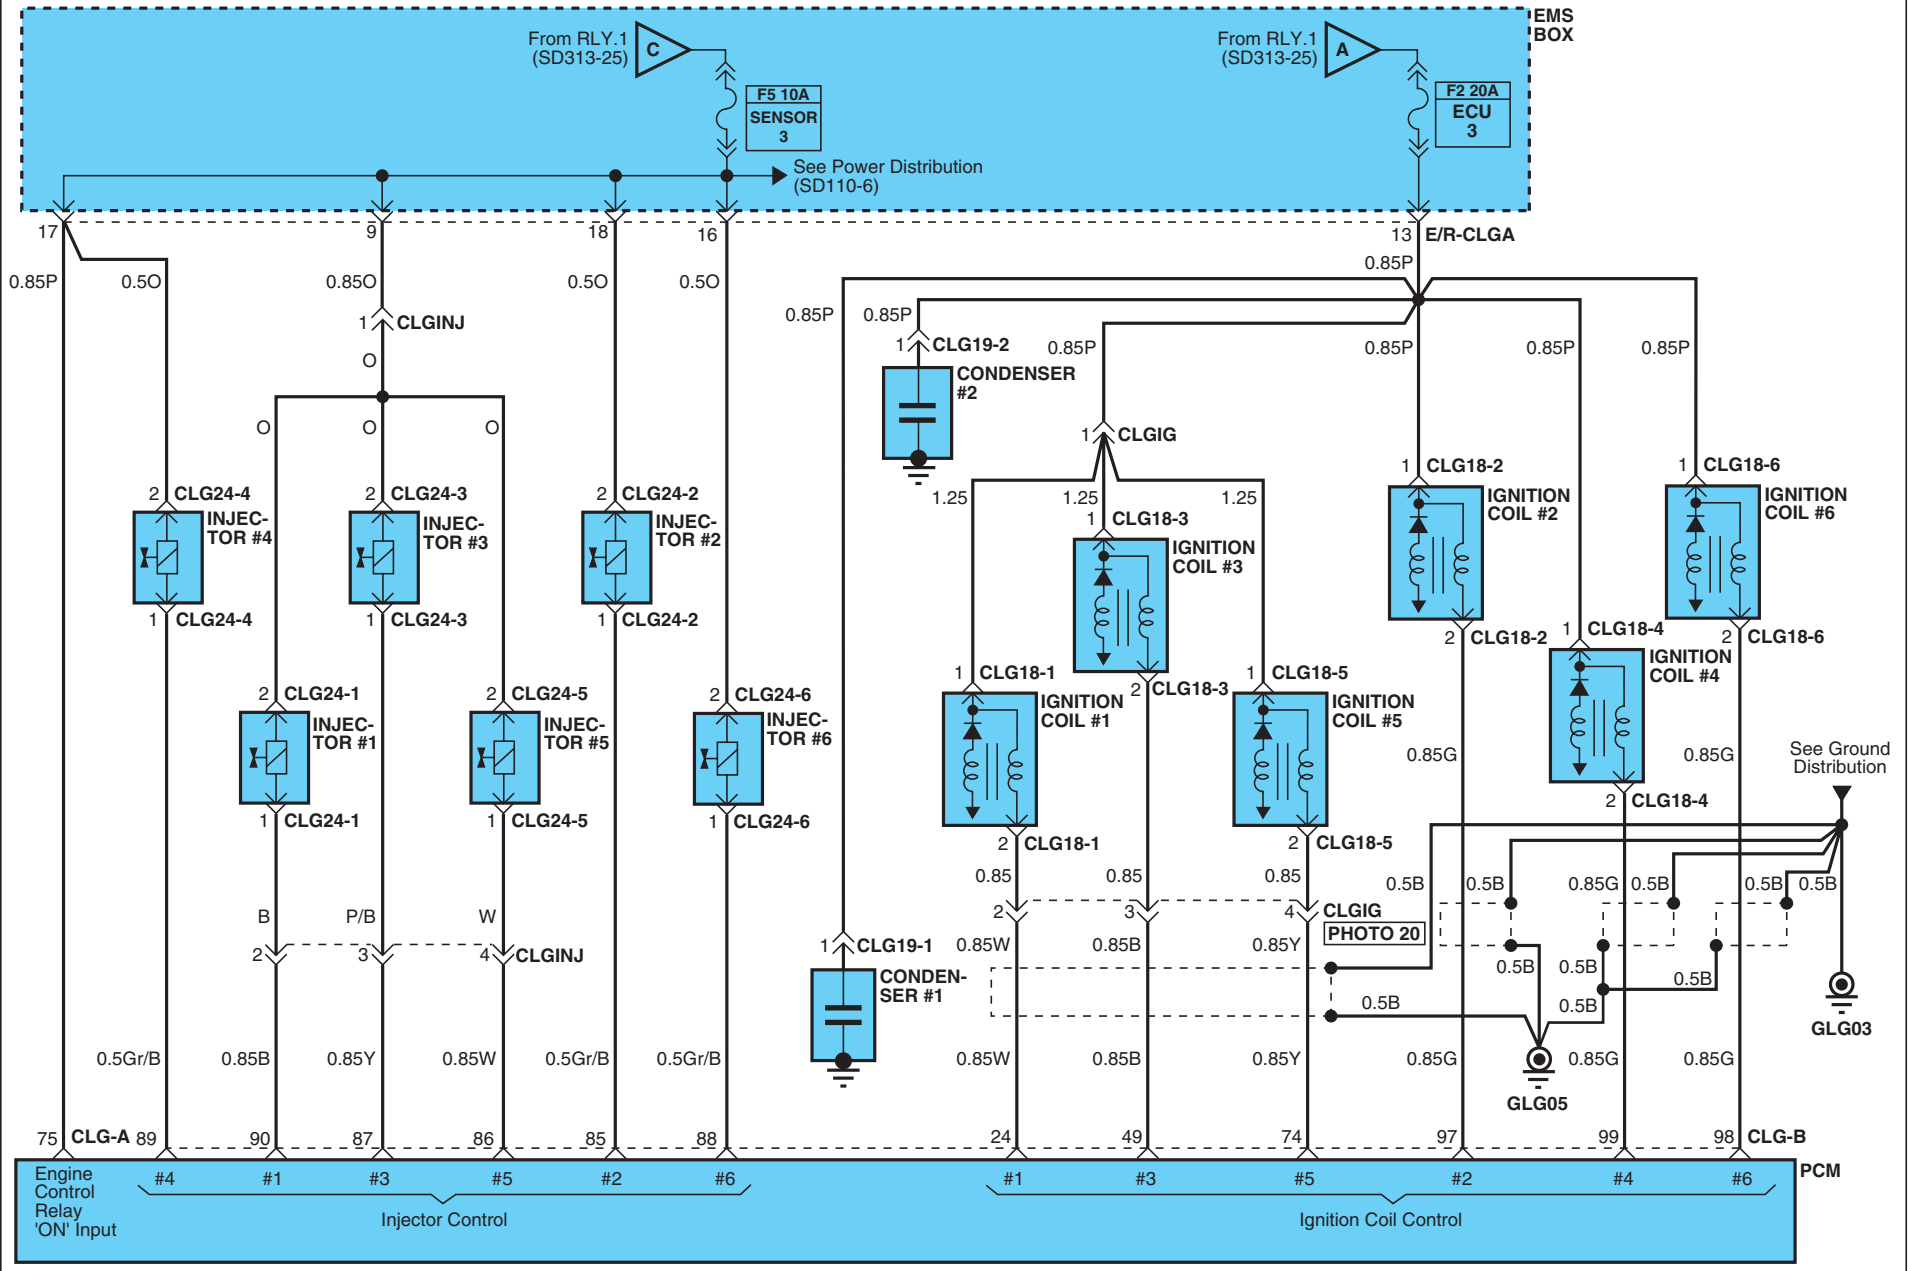 EMS
BOX
From RLY.1
(SD313-25)
C
F5 10A
SENSOR
3
From RLY.1
(SD313-25)
A
F2 20A
ECU
3
See Power Distribution
(SD110-6)
17
9
18
16
13
E/R-CLGA
0.85P
0.5O
0.85O
0.5O
0.5O
0.85P
0.85P
0.85P
1
CLGINJ
O
1
CLG19-2
0.85P
0.85P
0.85P
0.85P
CONDENSER
#2
O
O
O
1
CLGIG
1.25
1.25
1.25
2
CLG24-4
2
CLG24-3
2
CLG24-2
1
CLG18-2
1
CLG18-6
INJEC-
TOR #4
INJEC-
TOR #3
INJEC-
TOR #2
1
CLG18-3
IGNITION
COIL #3
IGNITION
COIL #2
IGNITION
COIL #6
1
CLG24-4
1
CLG24-3
1
CLG24-2
2
CLG18-2
1
CLG18-4
2
CLG18-6
2
CLG24-1
2
CLG24-5
2
CLG24-6
1
CLG18-1
2
CLG18-3
1
CLG18-5
IGNITION
COIL #4
INJEC-
TOR #1
INJEC-
TOR #5
INJEC-
TOR #6
IGNITION
COIL #1
IGNITION
COIL #5
0.85G
0.85G
See Ground
Distribution
1
CLG24-1
1
CLG24-5
1
CLG24-6
2
CLG18-1
2
CLG18-5
2
CLG18-4
0.85
0.85
0.85
0.5B
0.5B
0.85G
0.5B
0.5B
0.5B
B
P/B
W
2
3
4
CLGIG
PHOTO 20
2
3
4
CLGINJ
1
CLG19-1
0.85W
0.85B
0.85Y
CONDEN-
SER #1
0.5B
0.5B
0.5B
0.5B
0.5B
GLG03
0.5Gr/B
0.85B
0.85Y
0.85W
0.5Gr/B
0.5Gr/B
0.85W
0.85B
0.85Y
0.85G
0.85G
0.85G
GLG05
75
CLG-A
89
90
87
86
85
88
24
49
74
97
99
98
CLG-B
PCM
Engine
Control
Relay
'ON' Input
#4
#1
#3
#5
#2
#6
#1
#3
#5
#2
#4
#6
Injector Control
Ignition Coil Control